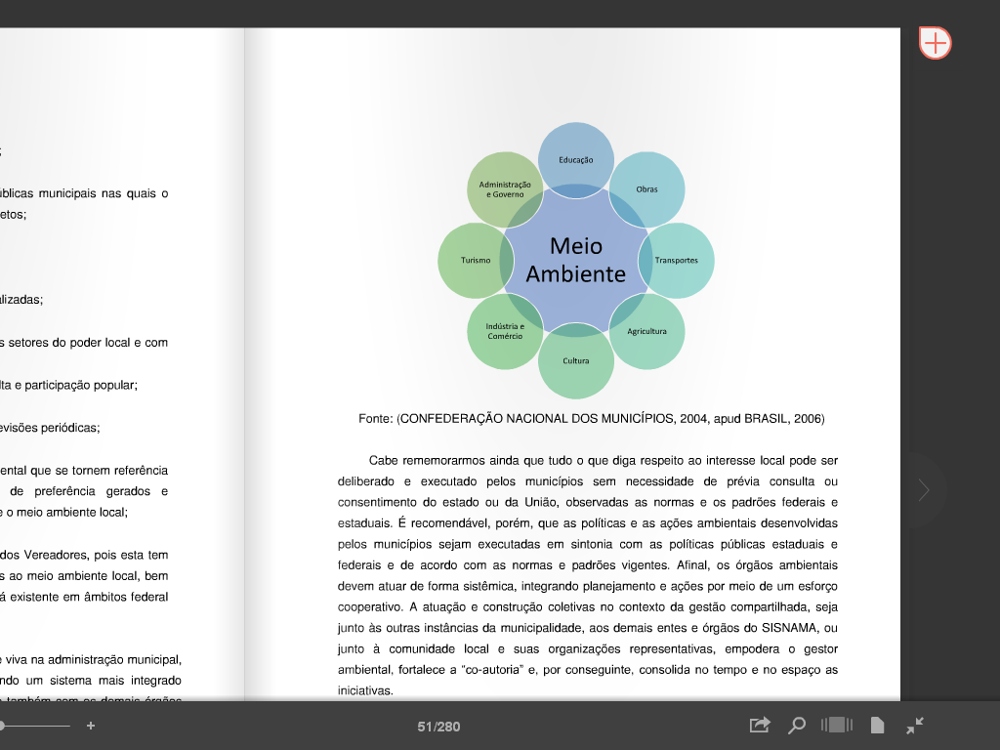 ;
blicas municipais nas quais o
etos;
alizadas;
s setores do poder local e com
lta e participação popular;
evisões periódicas;
ental que se tornem referência
de preferência gerados e
e o meio ambiente local;
dos Vereadores, pois esta tem
s ao meio ambiente local, bem
á existente em âmbitos federal
e viva na administração municipal,
ndo um sistema mais integrado
também com os demais órgãos
Educação
Administração
e Governo
Obras
Meio
Ambiente
Turismo
Transportes
Indústria e
Comércio
Agricultura
Cultura
Fonte: (CONFEDERAÇÃO NACIONAL DOS MUNICÍPIOS, 2004, apud BRASIL, 2006)
Cabe rememorarmos ainda que tudo o que diga respeito ao interesse local pode ser
deliberado e executado pelos municípios sem necessidade de prévia consulta ou
consentimento do estado ou da União, observadas as normas e os padrões federais e
estaduais. É recomendável, porém, que as políticas e as ações ambientais desenvolvidas
pelos municípios sejam executadas em sintonia com as políticas públicas estaduais e
federais e de acordo com as normas e padrões vigentes. Afinal, os órgãos ambientais
devem atuar de forma sistêmica, integrando planejamento e ações por meio de um esforço
cooperativo. A atuação e construção coletivas no contexto da gestão compartilhada, seja
junto às outras instâncias da municipalidade, aos demais entes e órgãos do SISNAMA, ou
junto à comunidade local e suas organizações representativas, empodera o gestor
ambiental, fortalece a “co-autoria” e, por conseguinte, consolida no tempo e no espaço as
iniciativas.
51/280